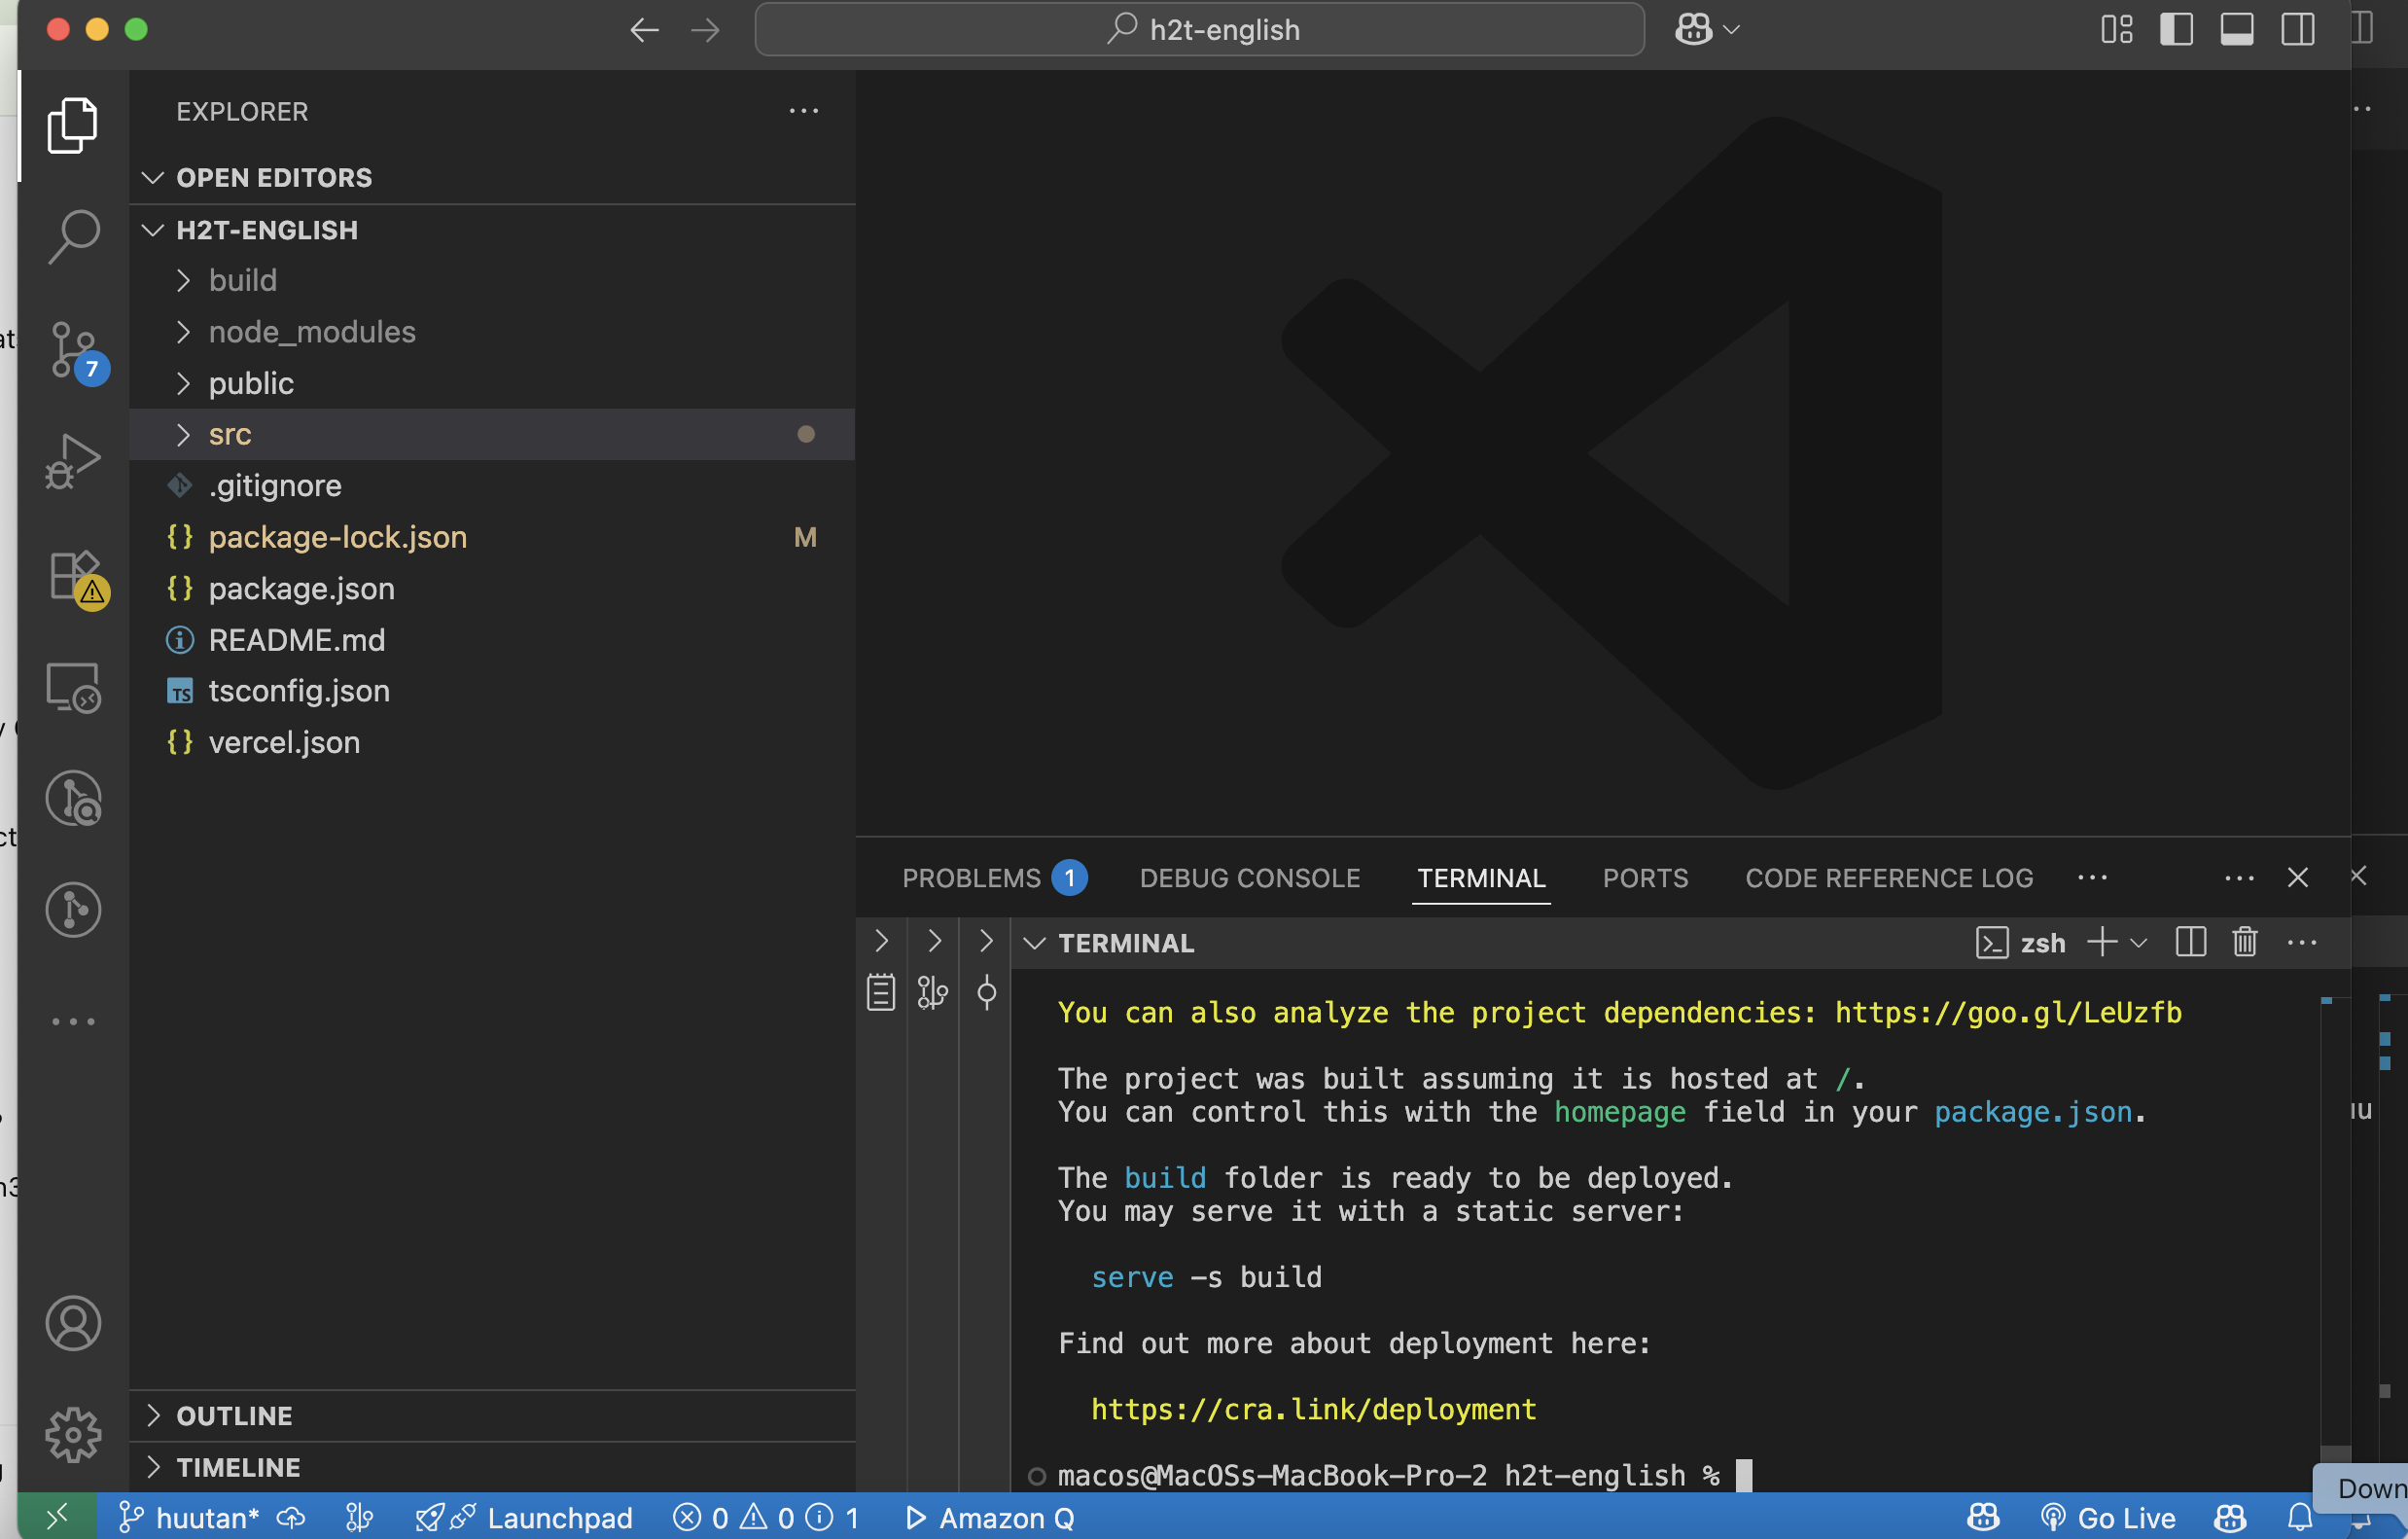 h2t-english
EXPLORER
OPEN EDITORS
H2T-ENGLISH
build
node_modules
public
src
.gitignore
package-lock.json M
package.json
README.md
TS tsconfig.json
vercel.json
7
OUTLINE
TIMELINE
PROBLEMS 1 DEBUG CONSOLE TERMINAL PORTS CODE REFERENCE LOG
TERMINAL zsh
You can also analyze the project dependencies: https://goo.gl/LeUzfb
The project was built assuming it is hosted at /.
You can control this with the homepage field in your package.json.
The build folder is ready to be deployed.
You may serve it with a static server:
serve -s build
Find out more about deployment here:
https://cra.link/deployment
macos@MacOSs-MacBook-Pro-2 h2t-english %
huutan* Launchpad 0 0 1 Amazon Q Go Live
Down